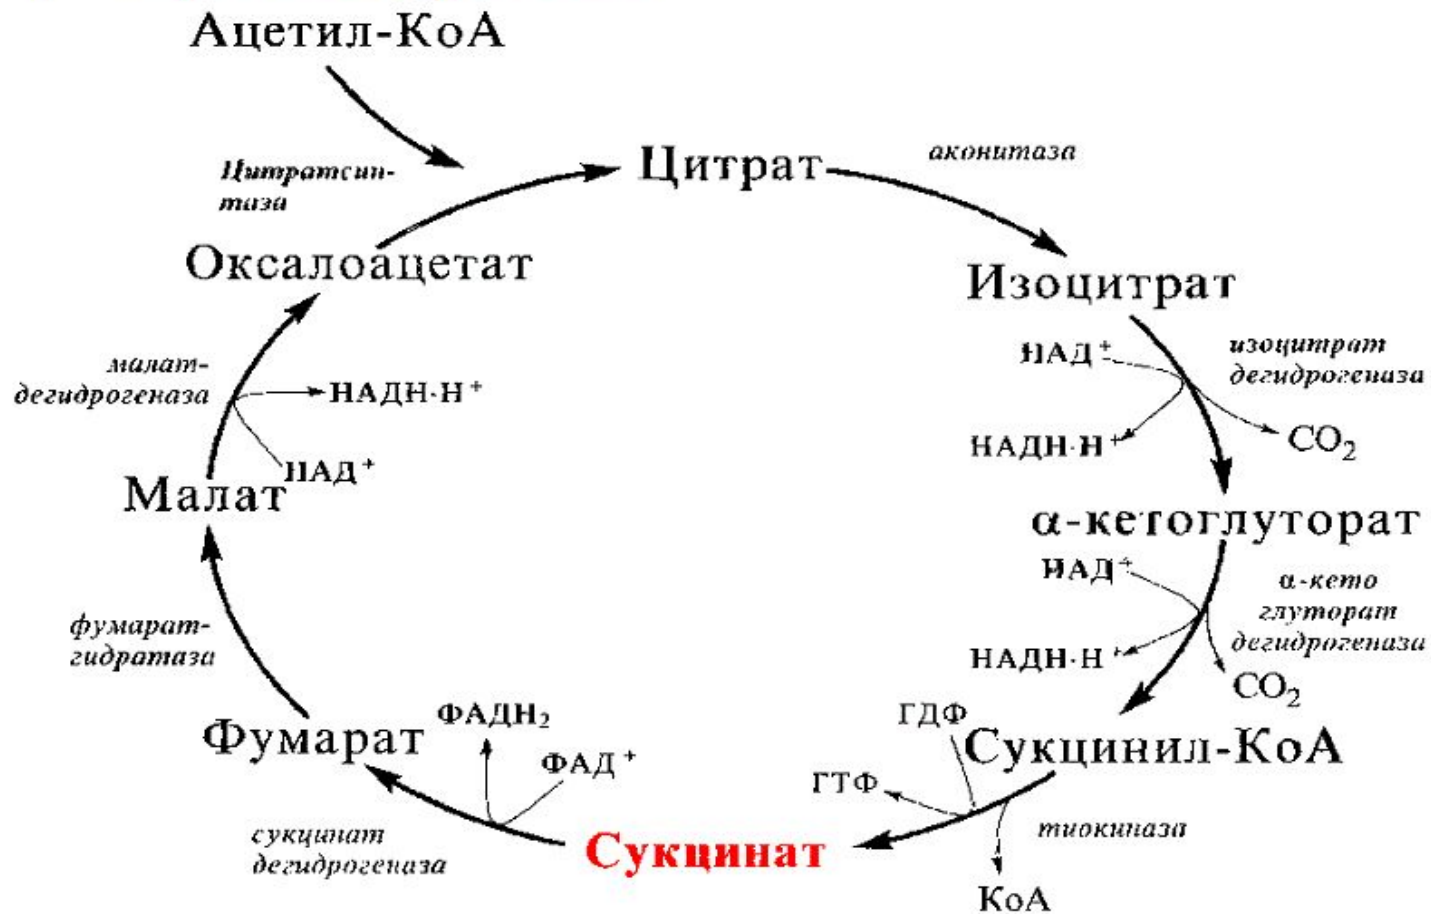 Ацетил-КоА
Цитратсин-
таза
Цитрат
аконитаза
Оксалоацетат
Изоцитрат
НАД+
изоцитрат
дегидрогеназа
НАДН·Н+
CO2
малат-
дегидрогеназа
НАДН·Н+
НАД+
Малат
α-кетоглуторат
НАД+
α-кето
глуторат
дегидрогеназа
НАДН·Н+
CO2
фумарат-
гидратаза
Фумарат
ФАДН2
ФАД+
ГДФ
Сукцинил-КоА
ГТФ
тиокиназа
сукцинат
дегидрогеназа
Сукцинат
КоА